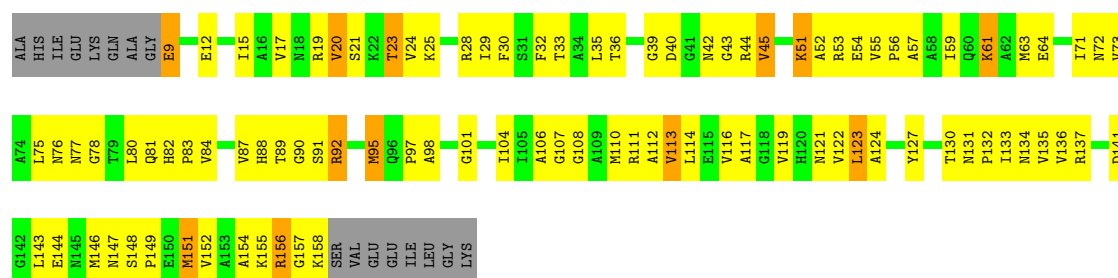 ALA HIS ILE GLU LYS GLN ALA GLY E9 E12 I15 A16 V17 N18 R19 V20 S21 K22 T23 V24 K25 R28 I29 F30 S31 F32 T33 A34 L35 T36 G39 D40 G41 N42 G43 R44 V45 K51 A52 R53 E54 V55 P56 A57 A58 I59 Q60 K61 A62 M63 E64 I71 N72 V73
A74 L75 N76 N77 G78 T79 L80 Q81 H82 P83 V84 V87 H88 T89 G90 S91 R92 M95 Q96 P97 A98 G101 I104 I105 A106 G107 G108 A109 M110 R111 A112 V113 L114 E115 V116 A117 G118 V119 H120 N121 V122 L123 A124 Y127 T130 N131 P132 I133 N134 V135 V136 R137
G142 L143 E144 N145 M146 N147 S148 P149 E150 M151 V152 A153 A154 K155 R156 G157 K158 SER VAL GLU GLU ILE LEU GLY LYS